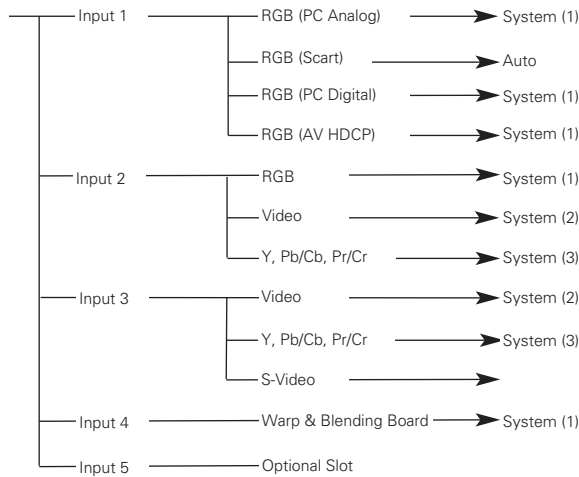 Input 1 RGB (PC Analog) System (1)
RGB (Scart) Auto
RGB (PC Digital) System (1)
RGB (AV HDCP) System (1)
Input 2 RGB System (1)
Video System (2)
Y, Pb/Cb, Pr/Cr System (3)
Input 3 Video System (2)
Y, Pb/Cb, Pr/Cr System (3)
S-Video
Input 4 Warp & Blending Board System (1)
Input 5 Optional Slot